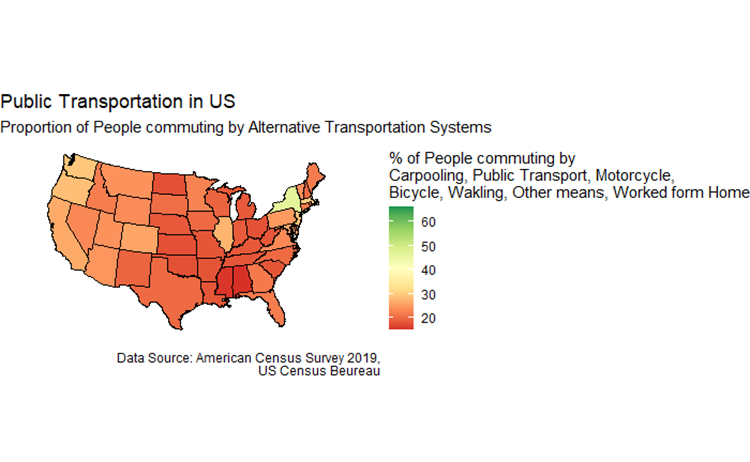 Public Transportation in US
Proportion of People commuting by Alternative Transportation Systems
% of People commuting by
Carpooling, Public Transport, Motorcycle,
Bicycle, Wakling, Other means, Worked form Home
60
50
40
30
20
Data Source: American Census Survey 2019,
US Census Beureau